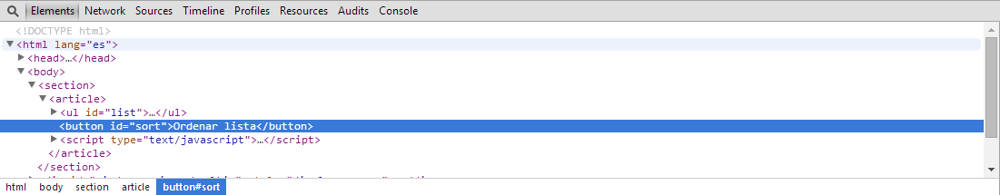 Elements Network Sources Timeline Profiles Resources Audits Console
<!DOCTYPE html>
<html lang="es">
<head>…</head>
<body>
<section>
<article>
<ul id="list">…</ul>
<button id="sort">Ordenar lista</button>
<script type="text/javascript">…</script>
</article>
</section>
html body section article button#sort